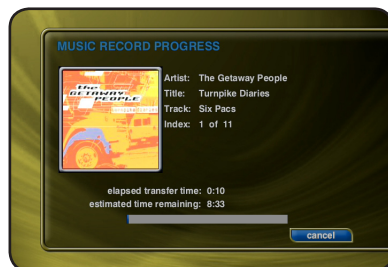 MUSIC RECORD PROGRESS
the
GETAWAY
PEOPLE
Artist: The Getaway People
Title: Turnpike Diaries
Track: Six Pacs
Index: 1 of 11
elapsed transfer time: 0:10
estimated time remaining: 8:33
cancel